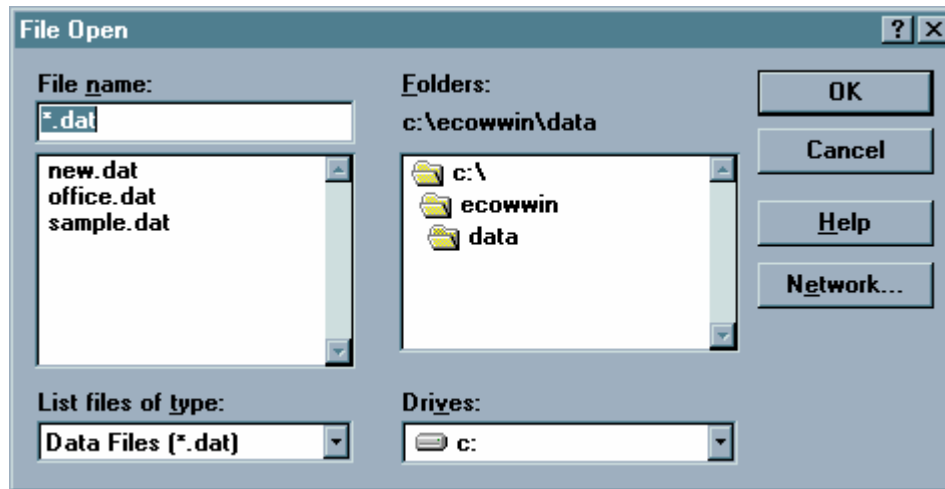 File Open
File name:
*.dat
new.dat
office.dat
sample.dat
List files of type:
Data Files (*.dat)
Folders:
c:\ecowwin\data
c:\
ecowwin
data
Drives:
c:
OK
Cancel
Help
Network...